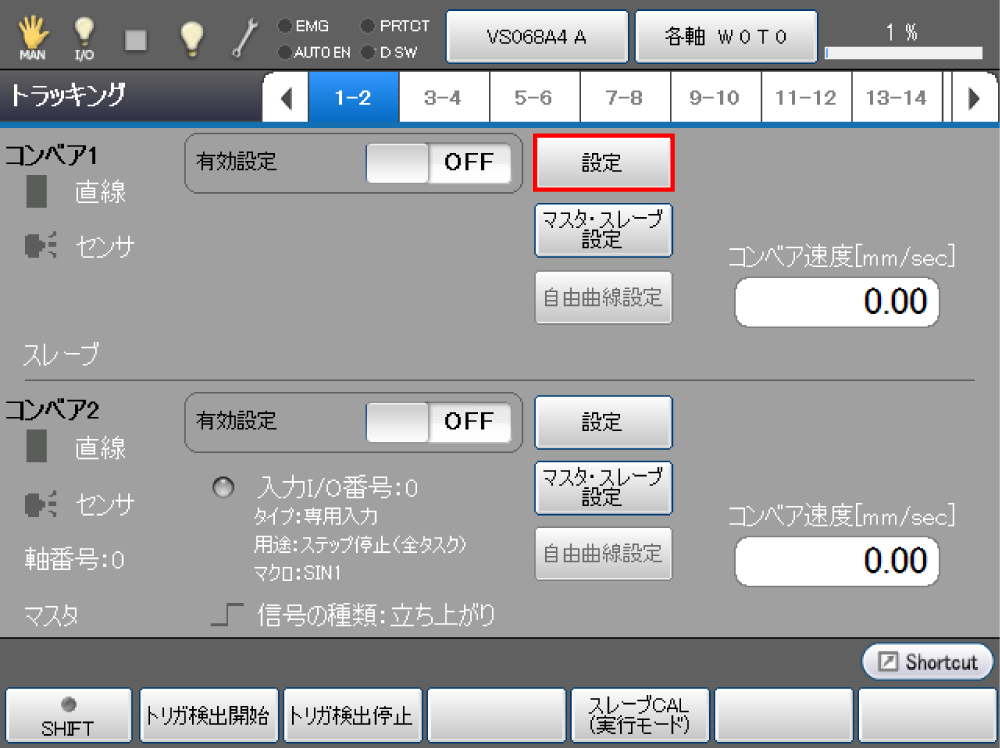 MAN
I/O
EMG
PRTCT
AUTO EN
D SW
VS068A4 A
各軸 W0T0
1 %
トラッキング
1-2
3-4
5-6
7-8
9-10
11-12
13-14
コンベア1
有効設定
OFF
設定
直線
マスタ・スレーブ
設定
センサ
コンベア速度[mm/sec]
自由曲線設定
0.00
スレーブ
コンベア2
有効設定
OFF
設定
直線
マスタ・スレーブ
設定
入力I/O番号:0
センサ
タイプ:専用入力
コンベア速度[mm/sec]
用途:ステップ停止(全タスク)
自由曲線設定
軸番号:0
0.00
マクロ:SIN1
マスタ
信号の種類:立ち上がり
Shortcut
SHIFT
トリガ検出開始
トリガ検出停止
スレーブCAL
(実行モード)